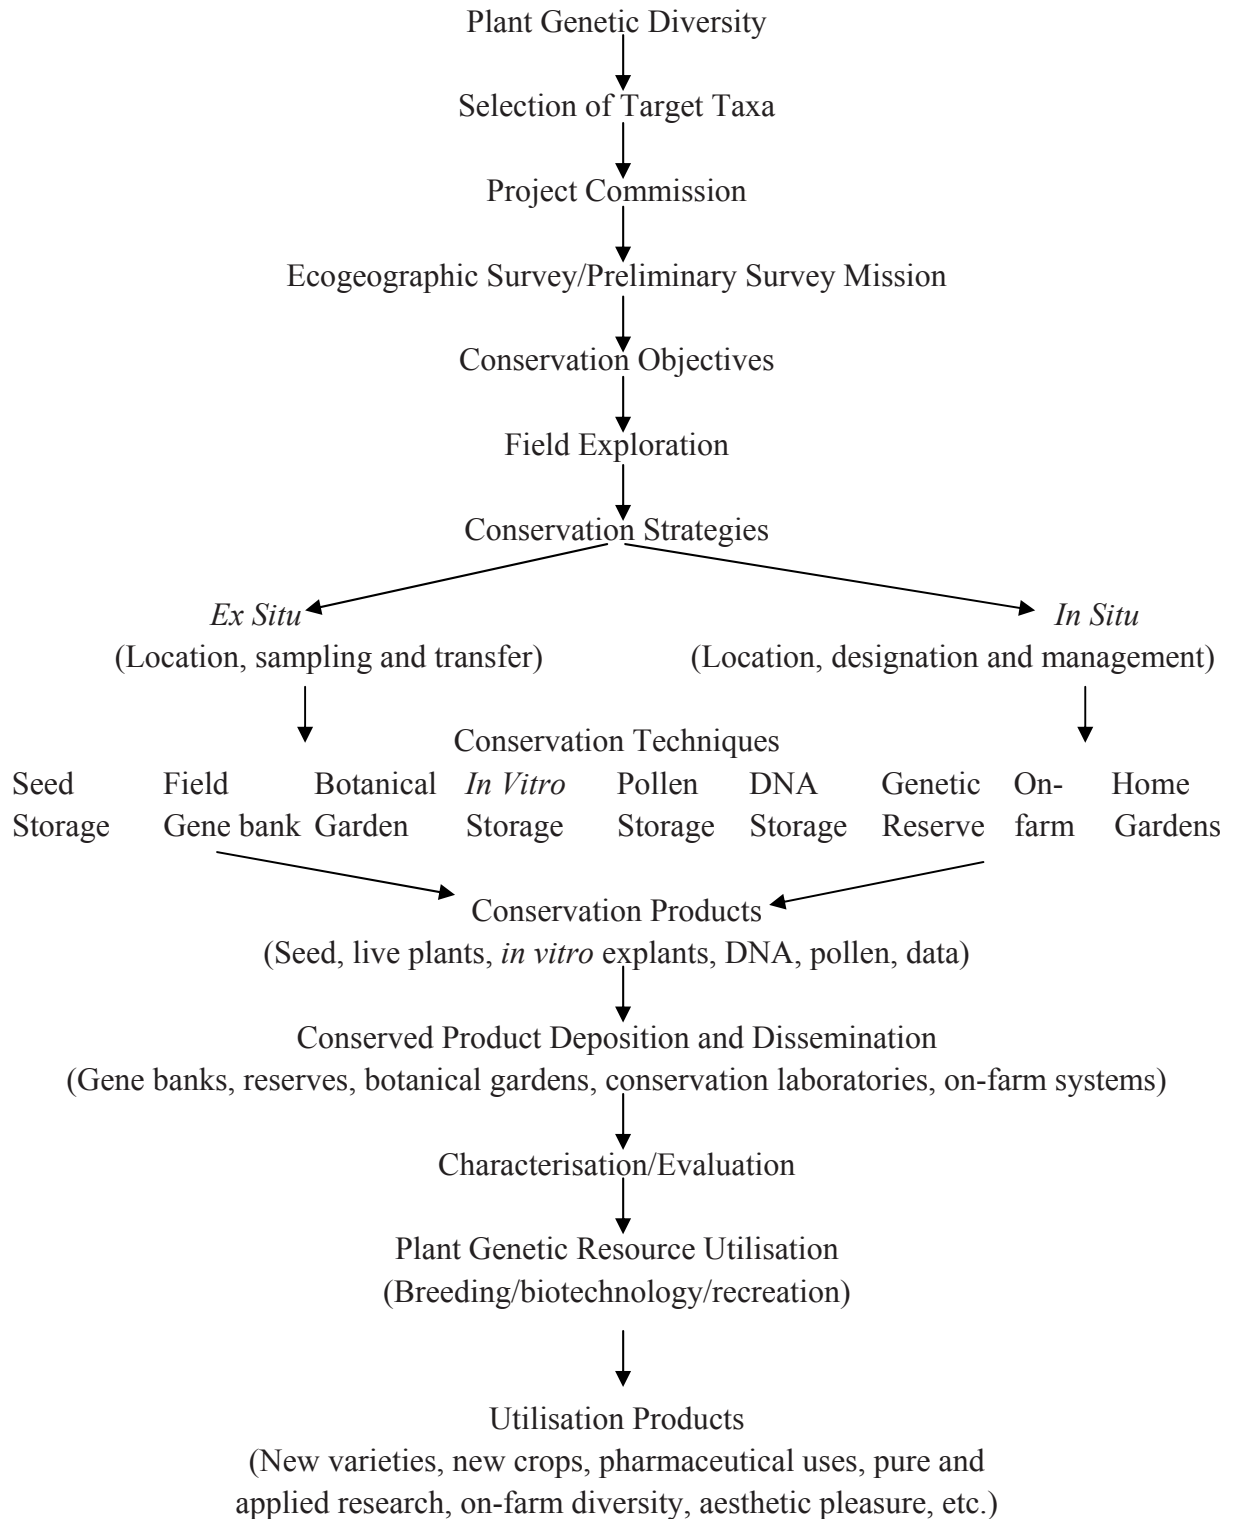 Plant Genetic Diversity
Selection of Target Taxa
Project Commission
Ecogeographic Survey/Preliminary Survey Mission
Conservation Objectives
Field Exploration
Conservation Strategies
Ex Situ In Situ
(Location, sampling and transfer) (Location, designation and management)
Conservation Techniques
Seed Field Botanical In Vitro Pollen DNA Genetic On- Home
Storage Gene bank Garden Storage Storage Storage Reserve farm Gardens
Conservation Products
(Seed, live plants, in vitro explants, DNA, pollen, data)
Conserved Product Deposition and Dissemination
(Gene banks, reserves, botanical gardens, conservation laboratories, on-farm systems)
Characterisation/Evaluation
Plant Genetic Resource Utilisation
(Breeding/biotechnology/recreation)
Utilisation Products
(New varieties, new crops, pharmaceutical uses, pure and
applied research, on-farm diversity, aesthetic pleasure, etc.)